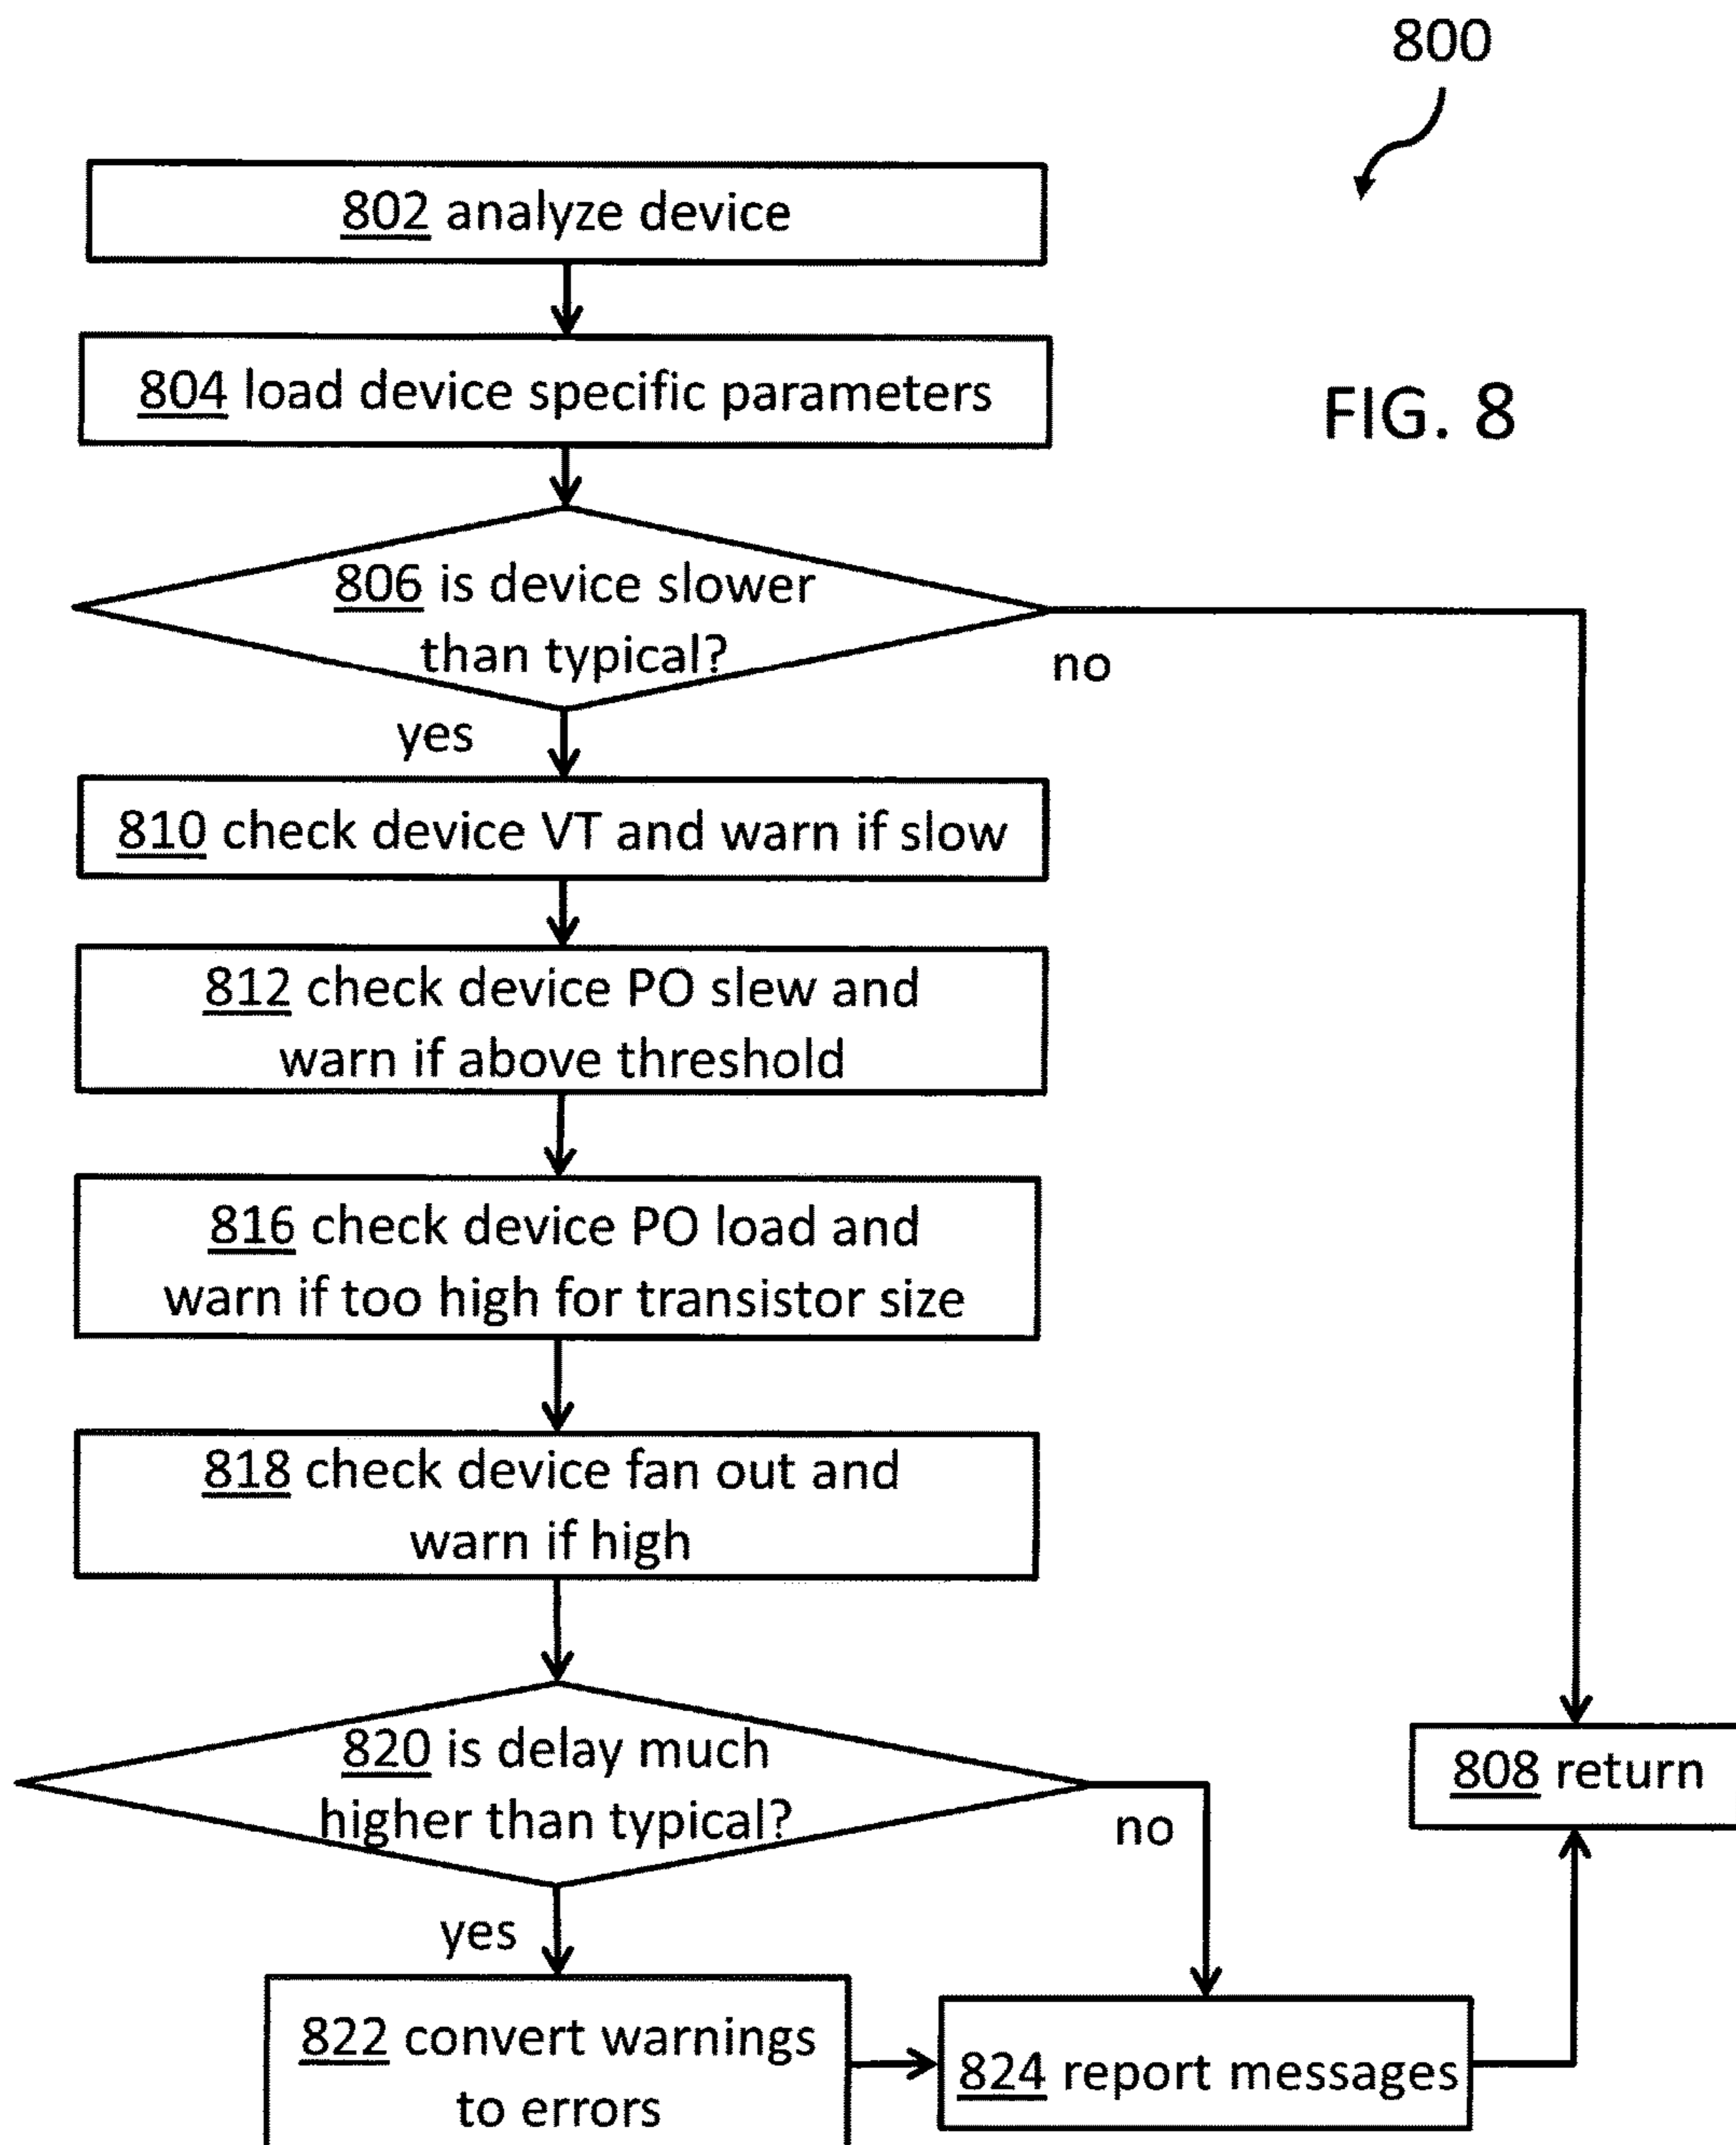 800
802 analyze device
804 load device specific parameters
FIG. 8
806 is device slower
than typical?
no
yes
810 check device VT and warn if slow
812 check device PO slew and
warn if above threshold
816 check device PO load and
warn if too high for transistor size
818 check device fan out and
warn if high
820 is delay much
higher than typical?
808 return
no
yes
822 convert warnings
to errors
824 report messages